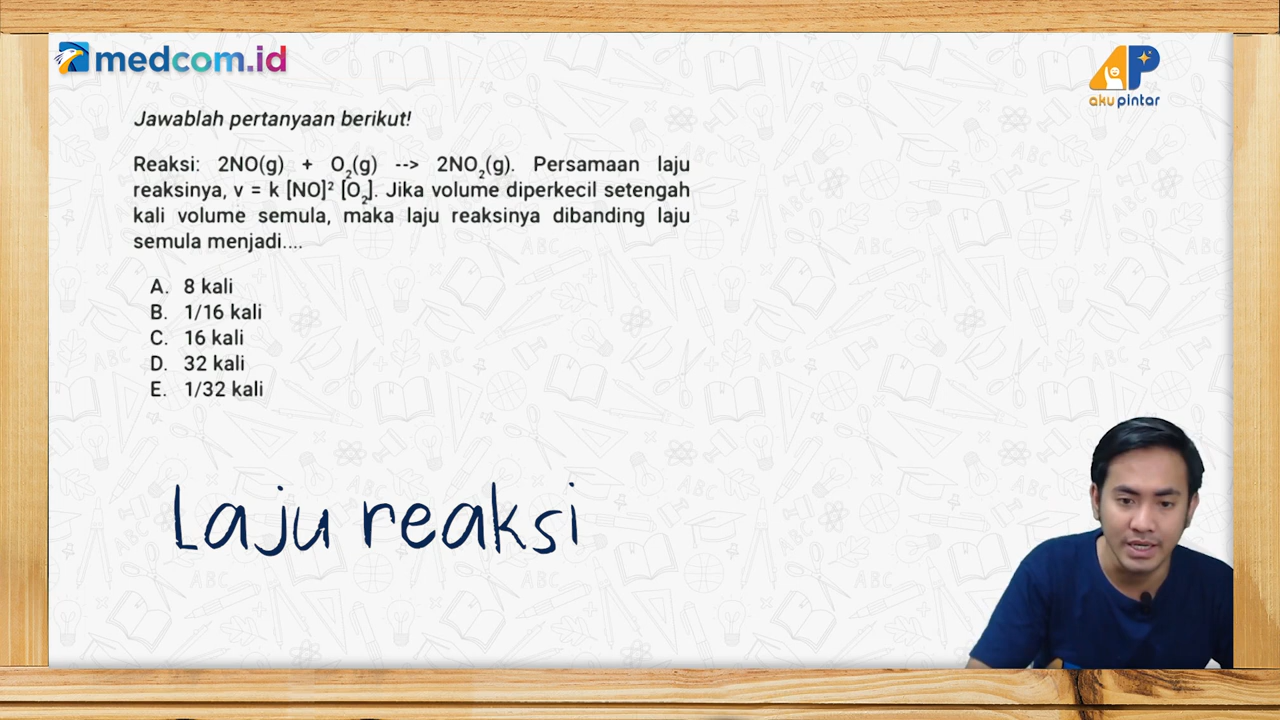 medcom.id
AP
aku pintar
Jawablah pertanyaan berikut!
Reaksi: 2NO(g) + O₂(g) --> 2NO₂(g). Persamaan laju
reaksinya, v = k [NO]² [O₂]. Jika volume diperkecil setengah
kali volume semula, maka laju reaksinya dibanding laju
semula menjadi....
A. 8 kali
B. 1/16 kali
C. 16 kali
D. 32 kali
E. 1/32 kali
Laju reaksi